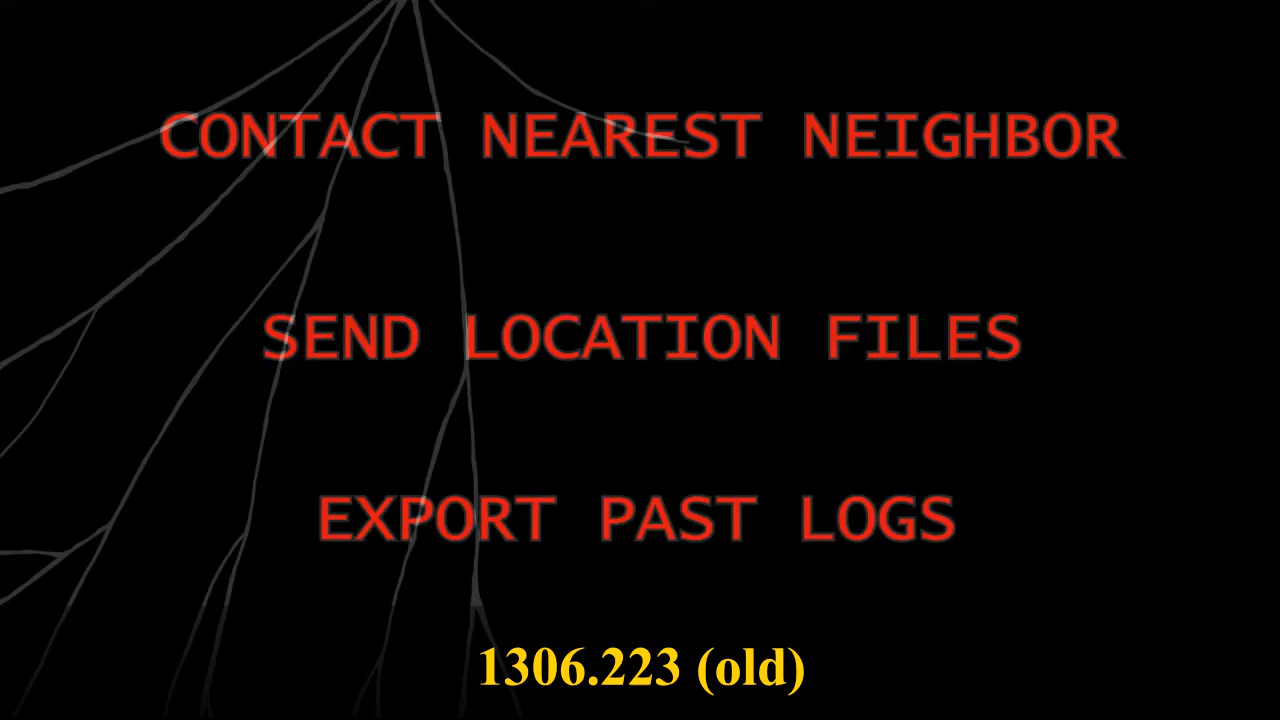 CONTACT NEAREST NEIGHBOR
SEND LOCATION FILES
EXPORT PAST LOGS
1306.223 (old)